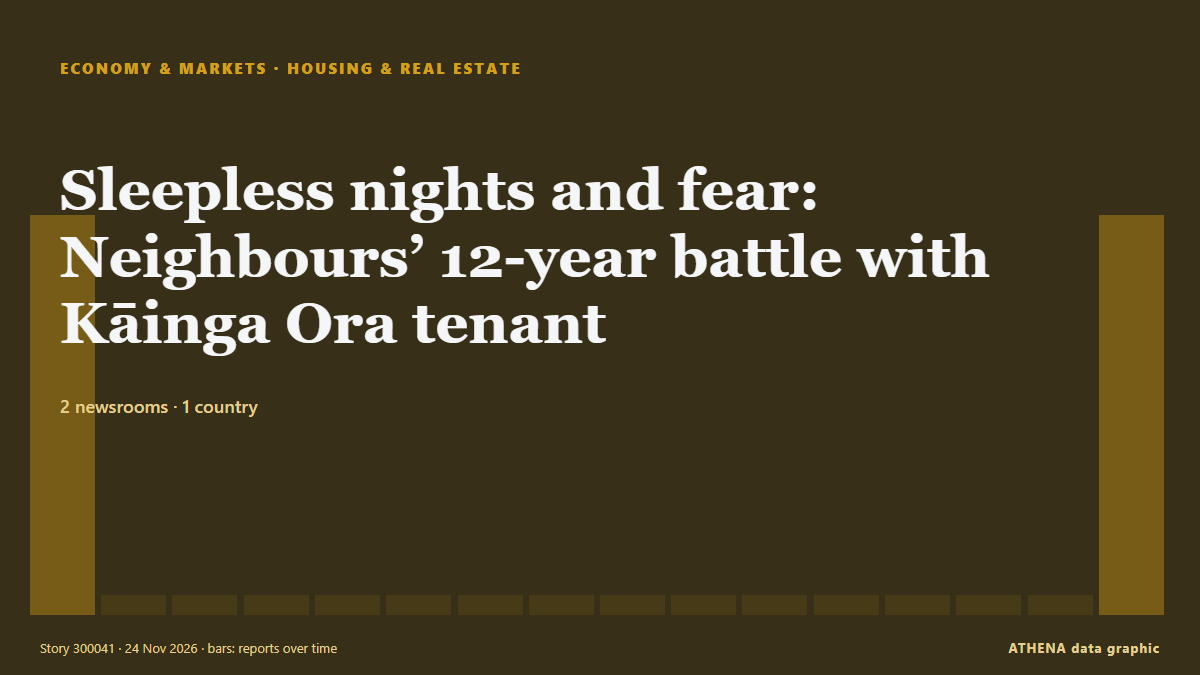 ECONOMY & MARKETS · HOUSING & REAL ESTATE
Sleepless nights and fear:
Neighbours’ 12-year battle with
Kāinga Ora tenant
2 newsrooms · 1 country
Story 300041 · 24 Nov 2026 · bars: reports over time
ATHENA data graphic